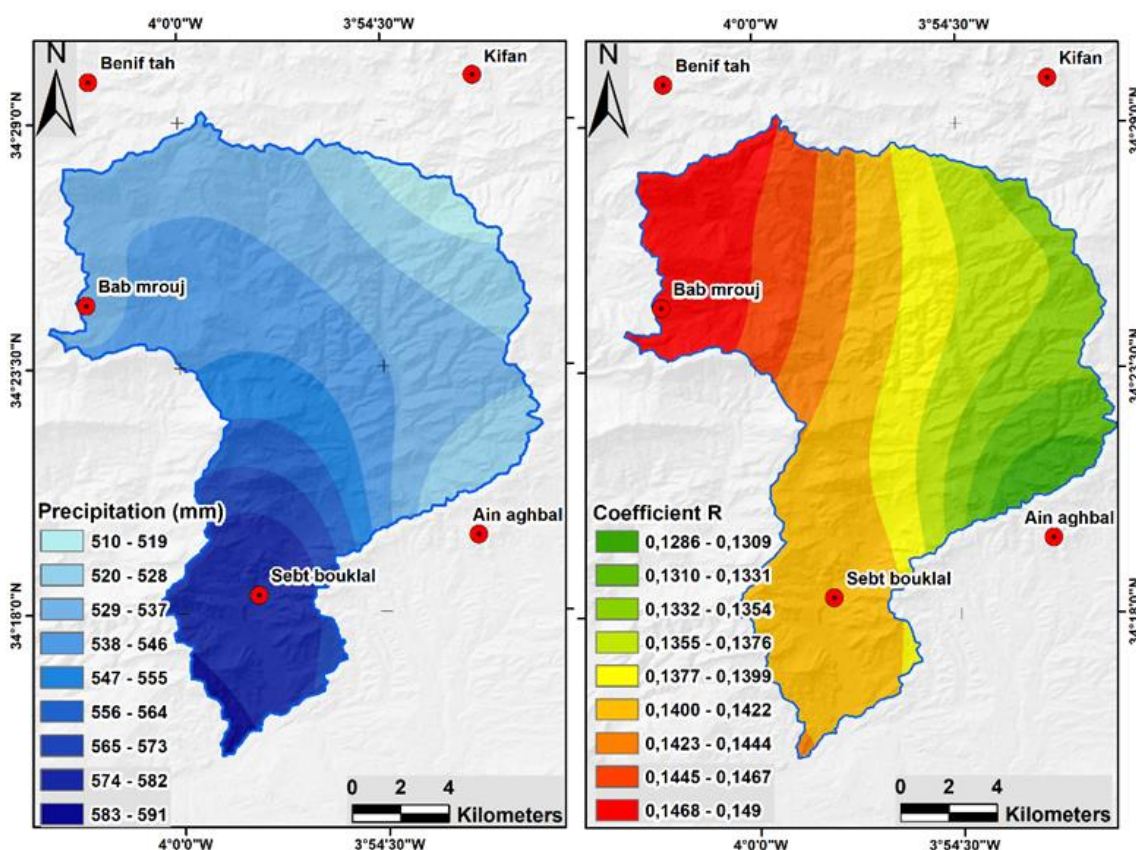 4°0'0"W 3°54'30"W
N
Benif tah
Kifan
34°29'0"N
Bab mrouj
34°23'30"N
Precipitation (mm)
510 - 519
520 - 528
529 - 537
538 - 546
547 - 555
556 - 564
565 - 573
574 - 582
583 - 591
Ain aghbal
Sebt bouklal
34°18'0"N
0 2 4
Kilometers
4°0'0"W 3°54'30"W
4°0'0"W 3°54'30"W
N
Benif tah
Kifan
34°29'0"N
Bab mrouj
34°23'30"N
Coefficient R
0,1286 - 0,1309
0,1310 - 0,1331
0,1332 - 0,1354
0,1355 - 0,1376
0,1377 - 0,1399
0,1400 - 0,1422
0,1423 - 0,1444
0,1445 - 0,1467
0,1468 - 0,149
Ain aghbal
Sebt bouklal
34°18'0"N
0 2 4
Kilometers
4°0'0"W 3°54'30"W